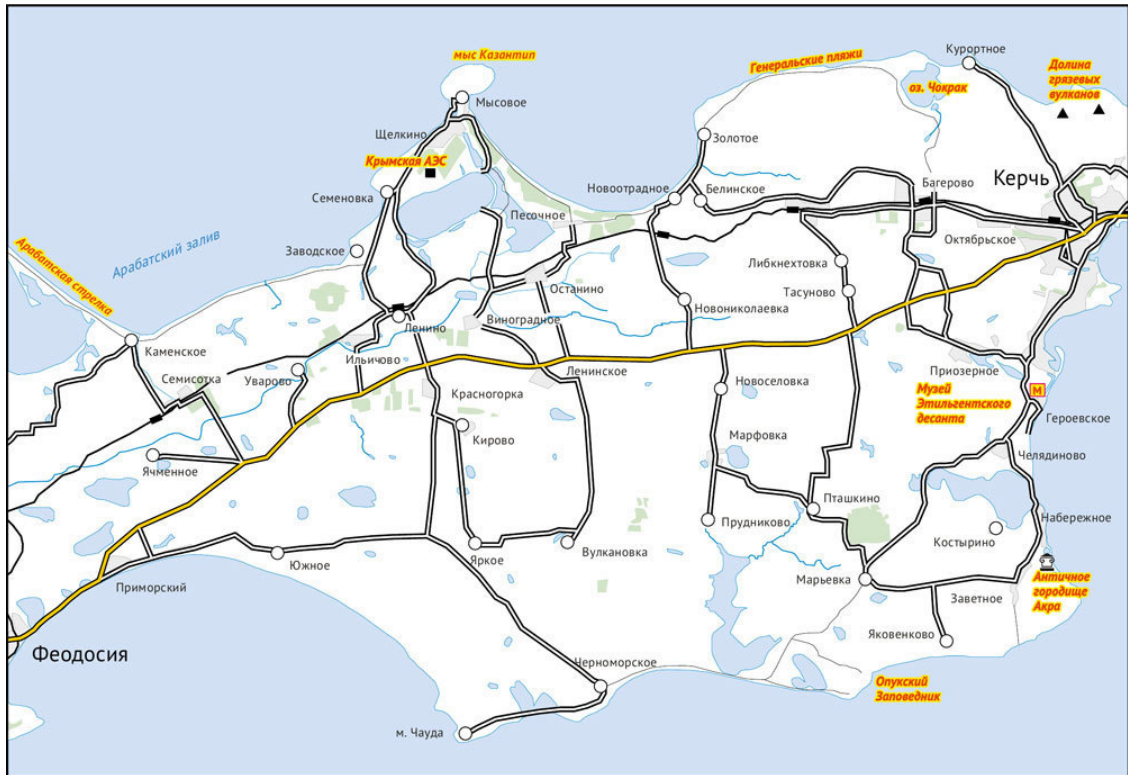 Курортное
мыс Казантип
Генеральские пляжи
Долина
грязевых
вулканов
оз. Чокрак
Мысовое
Щелкино
Золотое
Крымская АЭС
Керчь
Багерово
Семеновка
Новоотрадное
Белинское
Песочное
Арабатский залив
Арабатская стрелка
Заводское
Октябрьское
Либкнехтовка
Останино
Тасуново
Новониколаевка
Виноградное
Ленино
Каменское
Ильичово
Семисотка
Уварово
Ленинское
Приозерное
Новоселовка
Красногорка
Музей
Этильгентского
десанта
М
Героевское
Кирово
Марфовка
Челядиново
Ячменное
Пташкино
Набережное
Прудниково
Костырино
Яркое
Вулкановка
Южное
Марьевка
Античное
городище
Акра
Приморский
Заветное
Яковенково
Феодосия
Черноморское
Опукский
Заповедник
м. Чауда